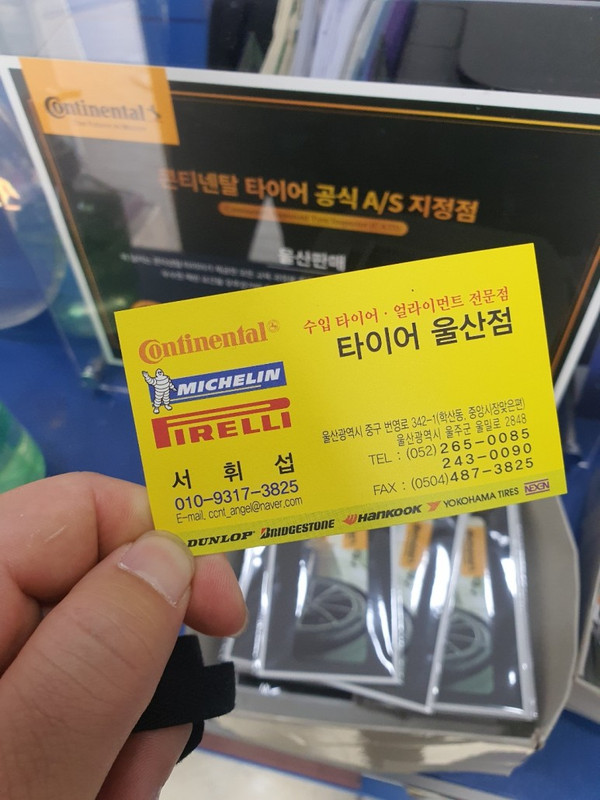 Continental
콘티넨탈 타이어 공식 A/S 지정점
울산판매
Continental
MICHELIN
PIRELLI
수입 타이어 · 얼라이먼트 전문점
타이어 울산점
울산광역시 중구 번영로 342-1(학산동, 중앙시장맞은편)
울산광역시 울주군 울밀로 2848
TEL : (052) 265-0085
243-0090
FAX : (0504) 487-3825
서 휘 섭
010-9317-3825
E-mail. ccnt_angel@naver.com
DUNLOP BRIDGESTONE HANKOOK YOKOHAMA TIRES NEXEN